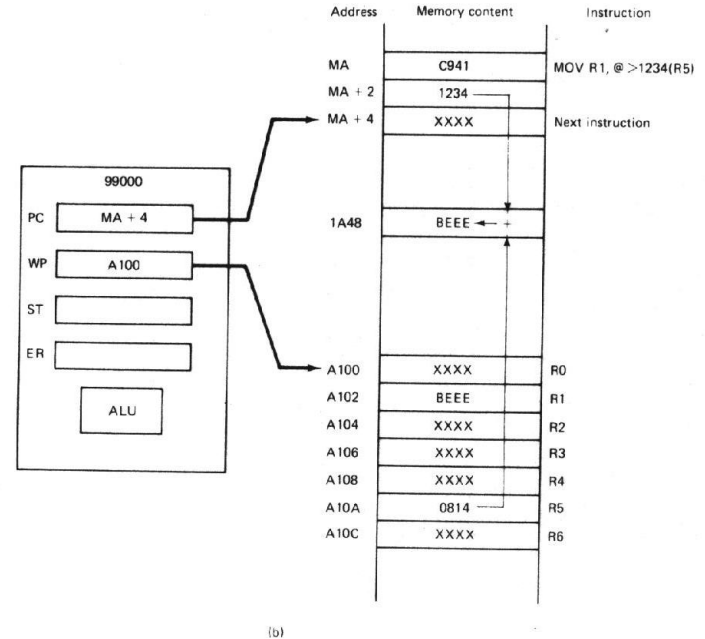 Address Memory content Instruction
MA C941 MOV R1, @ >1234(R5)
MA + 2 1234
MA + 4 XXXX Next instruction
99000
PC MA + 4
1A48 BEEE +
WP A100
ST
ER
A100 XXXX R0
A102 BEEE R1
ALU
A104 XXXX R2
A106 XXXX R3
A108 XXXX R4
A10A 0814 R5
A10C XXXX R6
(b)